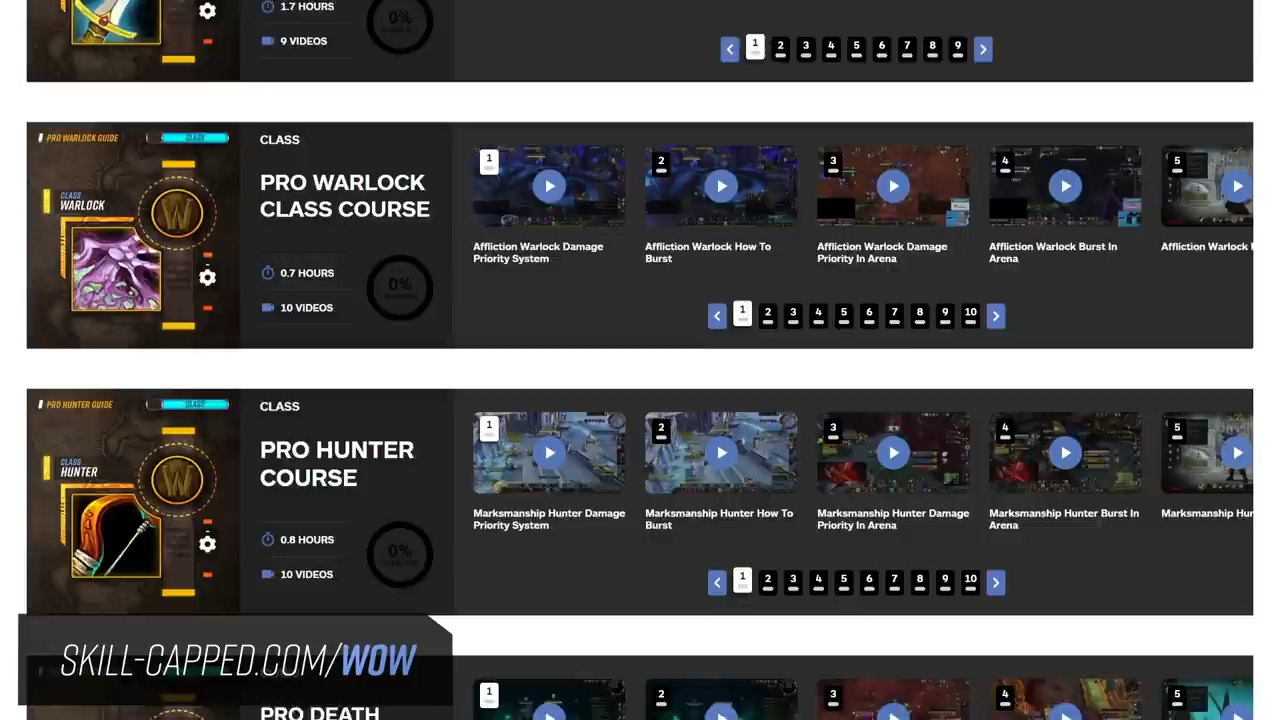 1.7 HOURS
0%
9 VIDEOS
1 2 3 4 5 6 7 8 9
PRO WARLOCK GUIDE
CLASS
CLASS
WARLOCK
W
CLASS
PRO WARLOCK
CLASS COURSE
0.7 HOURS
0%
10 VIDEOS
1
2
3
4
5
Affliction Warlock Damage
Priority System
Affliction Warlock How To
Burst
Affliction Warlock Damage
Priority In Arena
Affliction Warlock Burst In
Arena
Affliction Warlock
1 2 3 4 5 6 7 8 9 10
PRO HUNTER GUIDE
CLASS
CLASS
HUNTER
W
CLASS
PRO HUNTER
COURSE
0.8 HOURS
0%
10 VIDEOS
1
2
3
4
5
Marksmanship Hunter Damage
Priority System
Marksmanship Hunter How To
Burst
Marksmanship Hunter Damage
Priority In Arena
Marksmanship Hunter Burst In
Arena
Marksmanship Hun
1 2 3 4 5 6 7 8 9 10
SKILL-CAPPED.COM/WOW
PRO DEATH
1
2
3
4
5